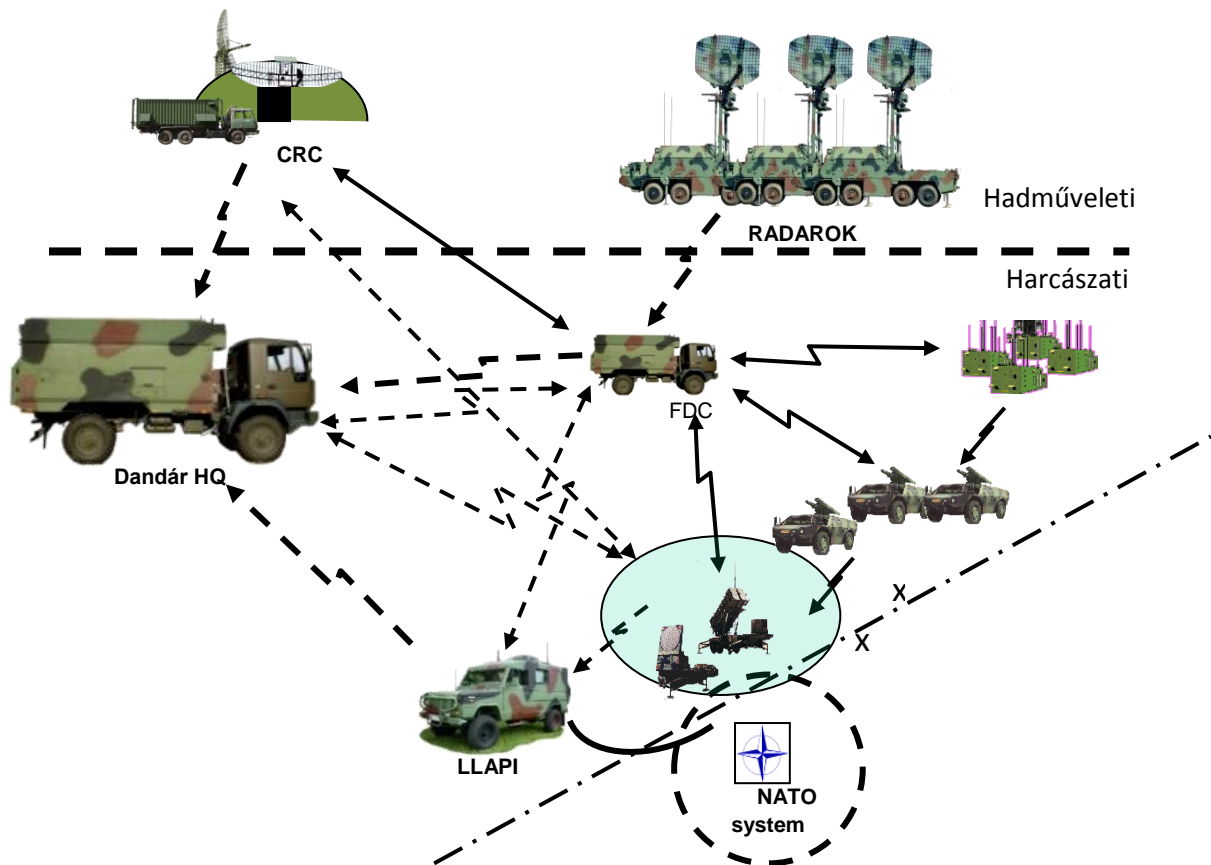 CRC
Hadműveleti
RADAROK
Harcászati
FDC
Dandár HQ
X
X
LLAPI
NATO
system